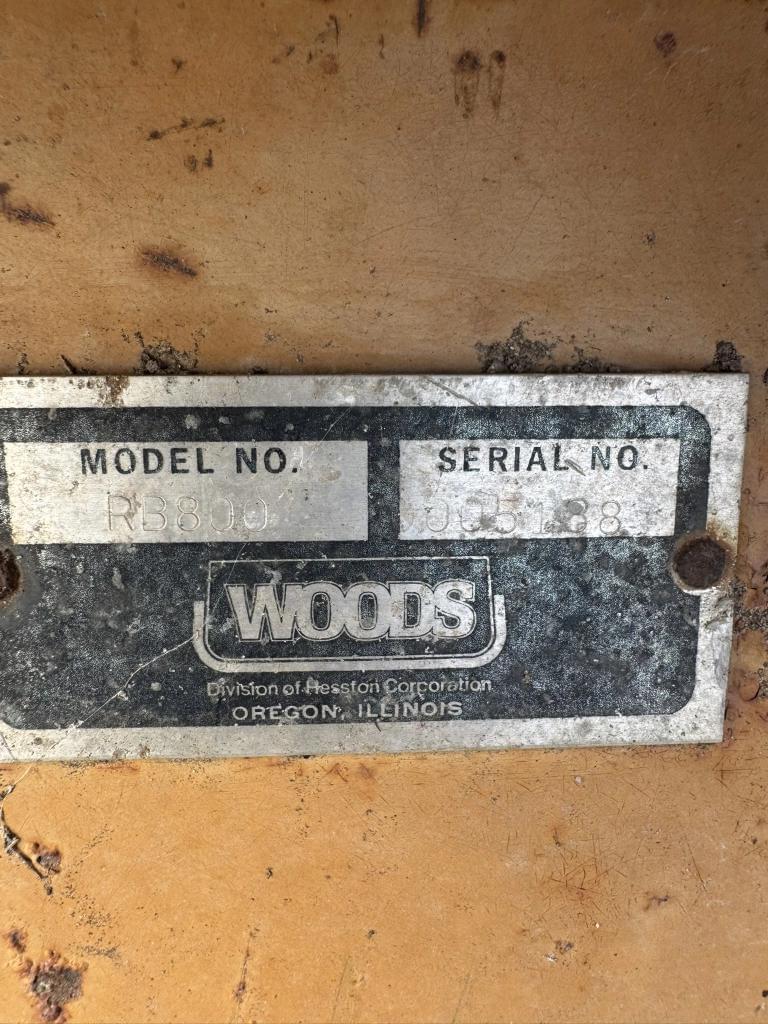 MODEL NO. SERIAL NO.
RB800
WOODS
Division of Hesston Corporation
OREGON, ILLINOIS